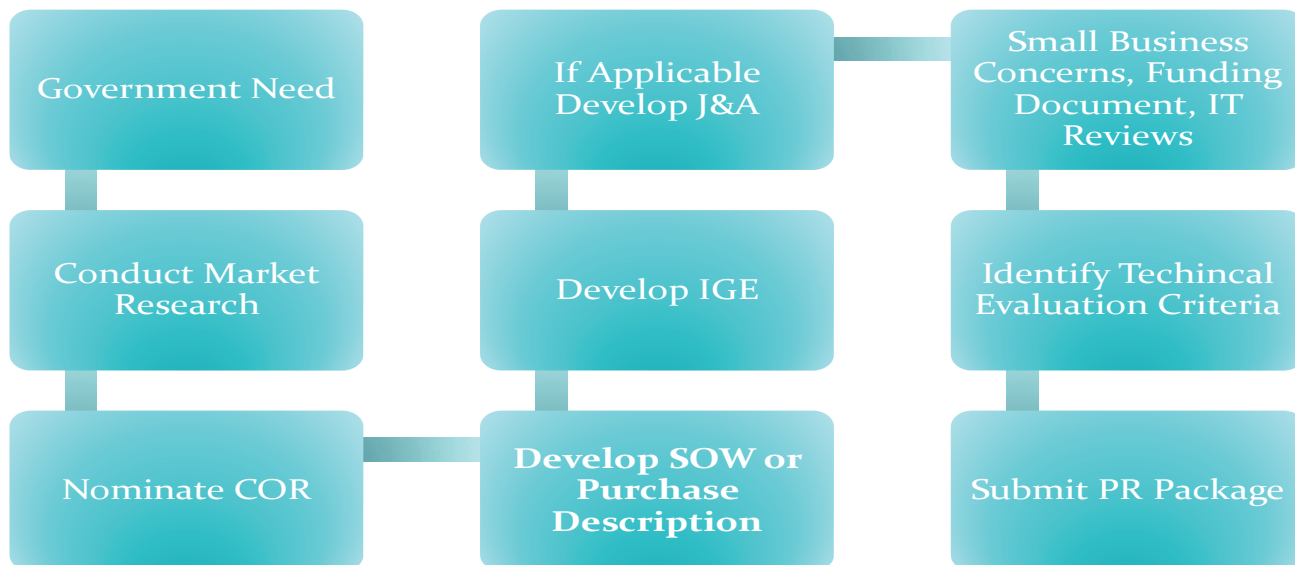 Government Need
Conduct Market
Research
Nominate COR
Develop SOW or
Purchase
Description
Develop IGE
If Applicable
Develop J&A
Small Business
Concerns, Funding
Document, IT
Reviews
Identify Techincal
Evaluation Criteria
Submit PR Package